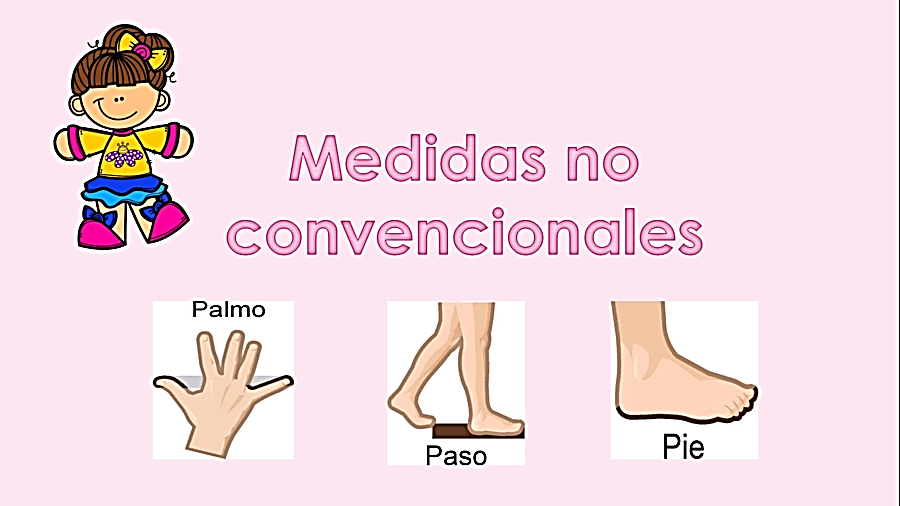 Medidas no
convencionales
Palmo
Paso
Pie